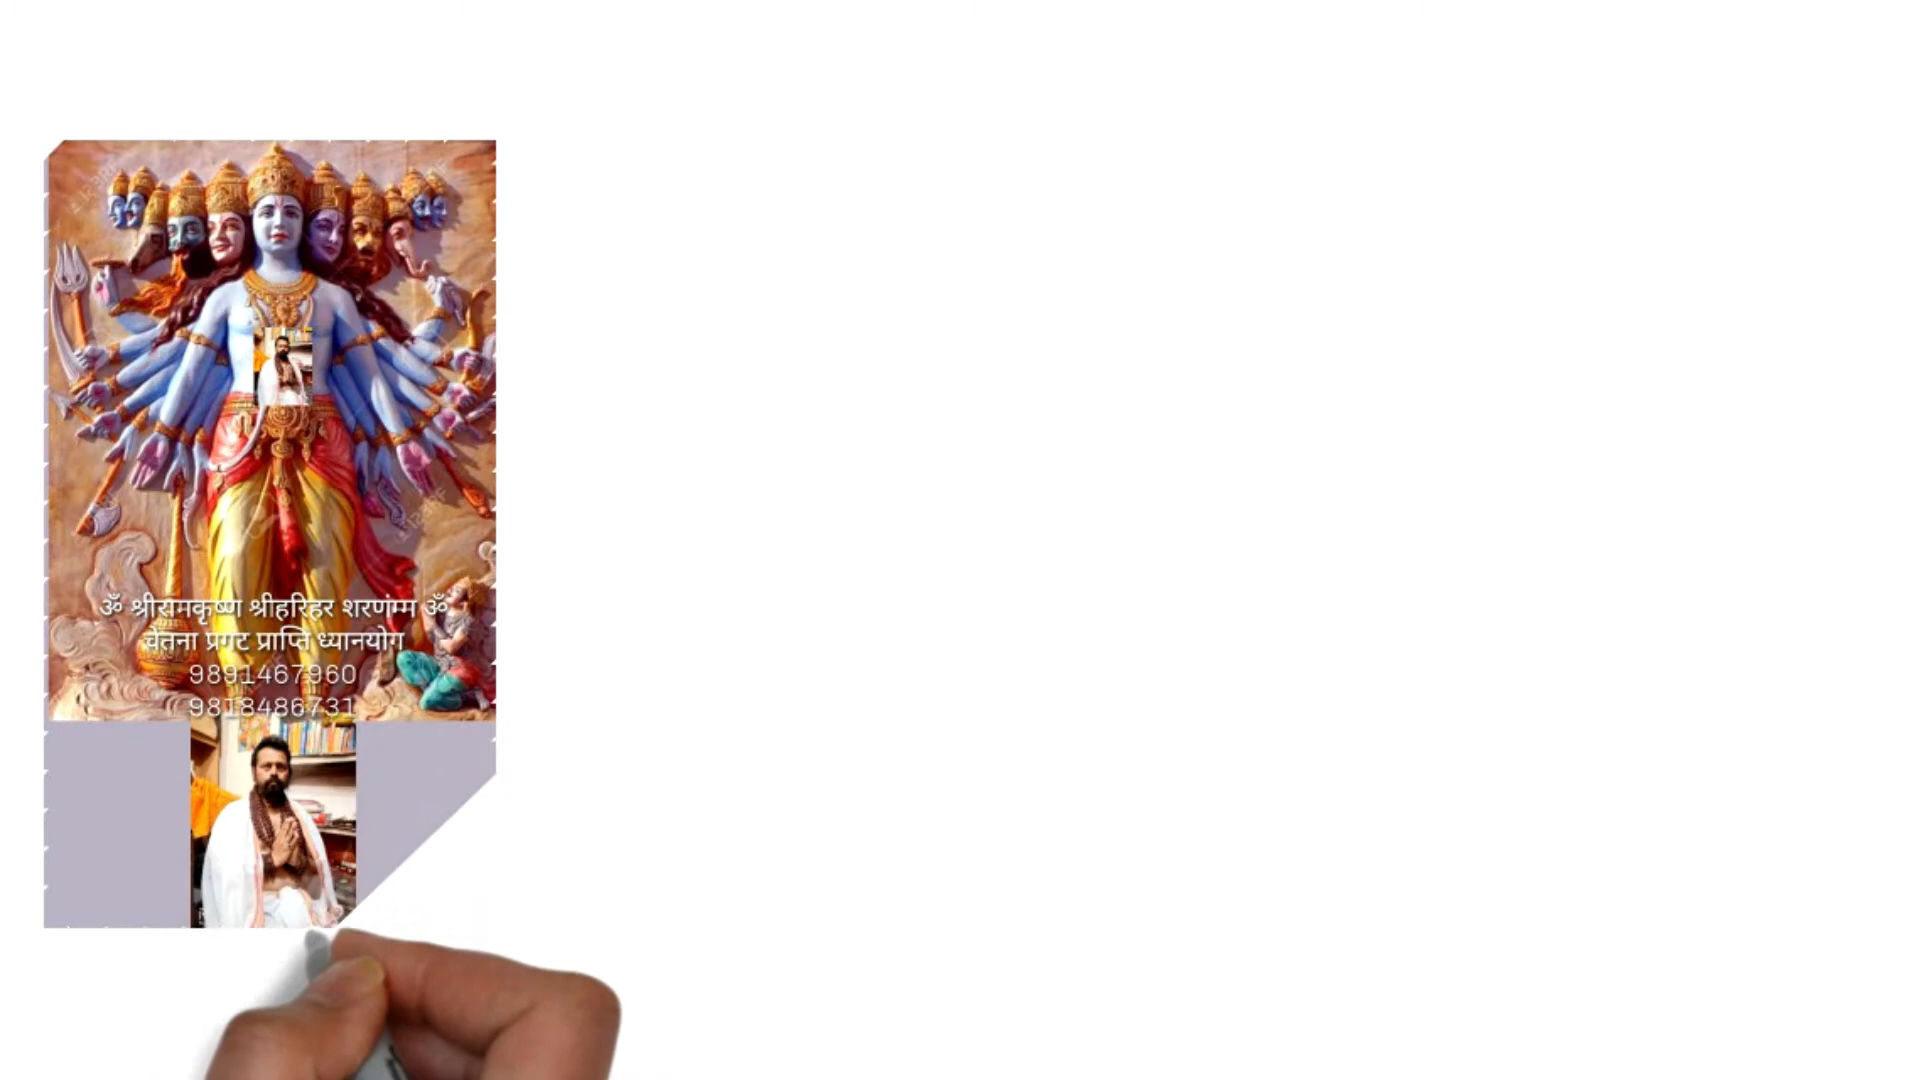 ॐ श्रीरामकृष्ण श्रीहरिहर शरणंम्म ॐ
चेतना प्रगट प्राप्ति ध्यानयोग
9891467960
9818486731